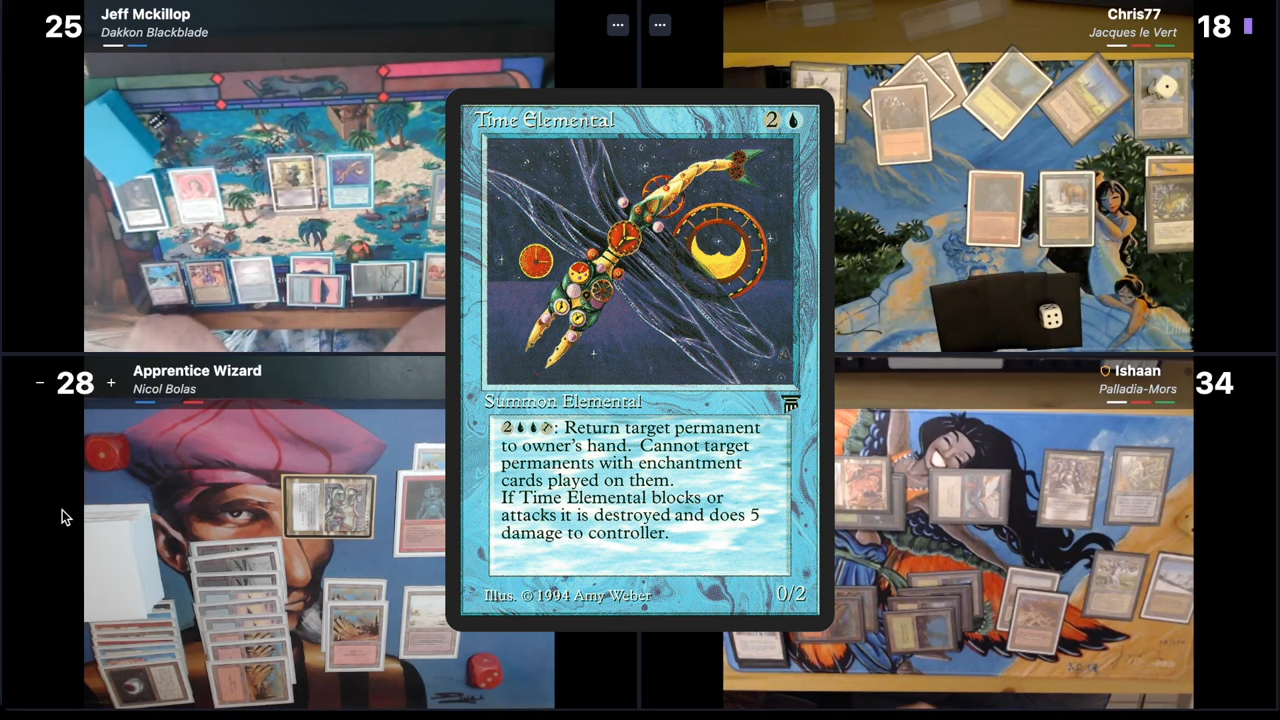 25
Jeff Mckillop
Dakkon Blackblade
Chris77
Jacques le Vert
18
Time Elemental 2
Summon Elemental
2 : Return target permanent
to owner's hand. Cannot target
permanents with enchantment
cards played on them.
If Time Elemental blocks or
attacks it is destroyed and does 5
damage to controller.
Illus. © 1994 Amy Weber 0/2
− 28 +
Apprentice Wizard
Nicol Bolas
Ishaan
Palladia-Mors
34